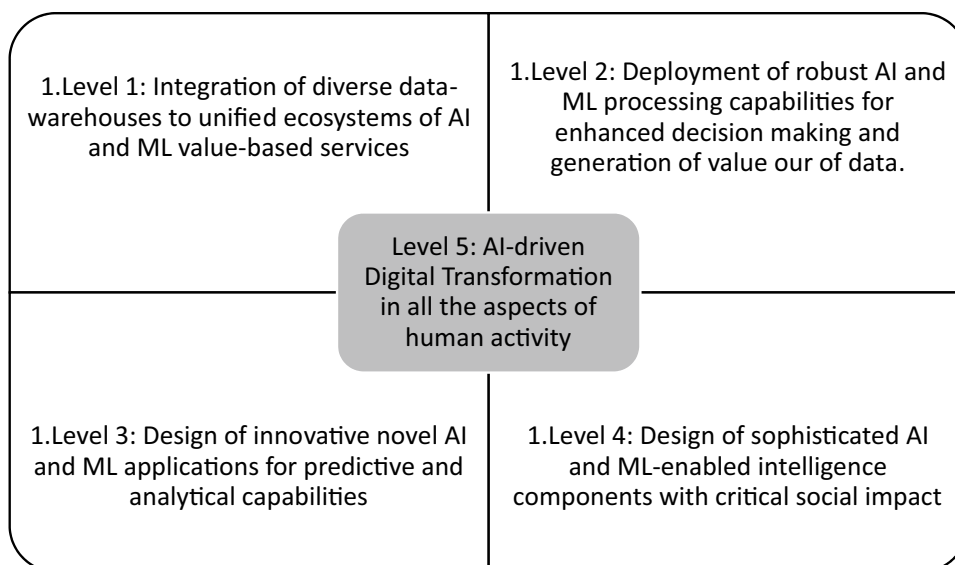 1.Level 1: Integration of diverse data-
warehouses to unified ecosystems of AI
and ML value-based services
1.Level 2: Deployment of robust AI and
ML processing capabilities for
enhanced decision making and
generation of value our of data.
Level 5: AI-driven
Digital Transformation
in all the aspects of
human activity
1.Level 3: Design of innovative novel AI
and ML applications for predictive and
analytical capabilities
1.Level 4: Design of sophisticated AI
and ML-enabled intelligence
components with critical social impact